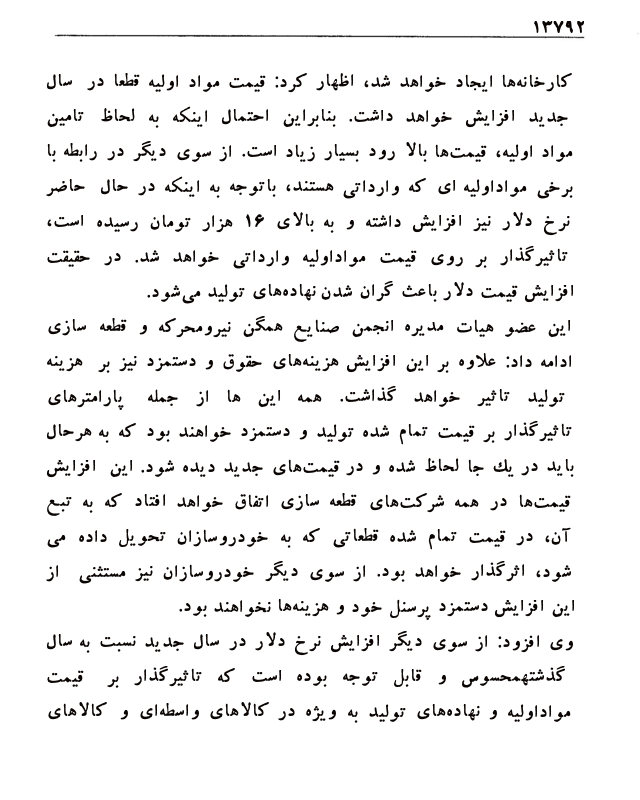 ۱۳۷۹۲
کارخانه‌ها ایجاد خواهد شد، اظهار کرد: قیمت مواد اولیه قطعا در سال
جدید افزایش خواهد داشت. بنابراین احتمال اینکه به لحاظ تامین
مواد اولیه، قیمت‌ها بالا رود بسیار زیاد است. از سوی دیگر در رابطه با
برخی مواداولیه ای که وارداتی هستند، باتوجه به اینکه در حال حاضر
نرخ دلار نیز افزایش داشته و به بالای ۱۶ هزار تومان رسیده است،
تاثیرگذار بر روی قیمت مواداولیه وارداتی خواهد شد. در حقیقت
افزایش قیمت دلار باعث گران شدن نهاده‌های تولید می‌شود.
این عضو هیات مدیره انجمن صنایع همگن نیرومحرکه و قطعه سازی
ادامه داد: علاوه بر این افزایش هزینه‌های حقوق و دستمزد نیز بر هزینه
تولید تاثیر خواهد گذاشت. همه این ها از جمله پارامترهای
تاثیرگذار بر قیمت تمام شده تولید و دستمزد خواهند بود که به هرحال
باید در یك جا لحاظ شده و در قیمت‌های جدید دیده شود. این افزایش
قیمت‌ها در همه شرکت‌های قطعه سازی اتفاق خواهد افتاد که به تبع
آن، در قیمت تمام شده قطعاتی که به خودروسازان تحویل داده می
شود، اثرگذار خواهد بود. از سوی دیگر خودروسازان نیز مستثنی از
این افزایش دستمزد پرسنل خود و هزینه‌ها نخواهند بود.
وی افزود: از سوی دیگر افزایش نرخ دلار در سال جدید نسبت به سال
گذشتهمحسوس و قابل توجه بوده است که تاثیرگذار بر قیمت
مواداولیه و نهاده‌های تولید به ویژه در کالاهای واسطه‌ای و کالاهای